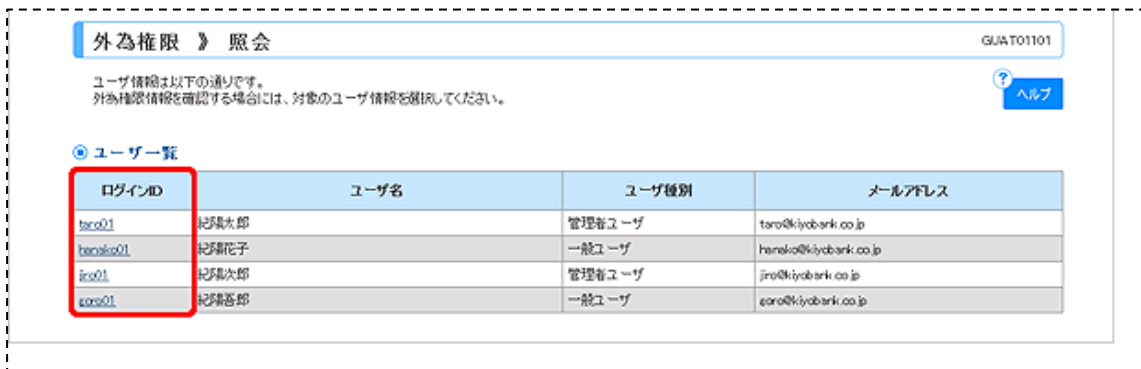 外為権限 》 照会 GUAT01101
ユーザ情報は以下の通りです。
外為権限情報を確認する場合には、対象のユーザ情報を選択してください。
? ヘルプ
ユーザ一覧
ログインID ユーザ名 ユーザ種別 メールアドレス
taro01 紀陽太郎 管理者ユーザ taro@kiyobank.co.jp
hanako01 紀陽花子 一般ユーザ hanako@kiyobank.co.jp
jiro01 紀陽次郎 管理者ユーザ jiro@kiyobank.co.jp
goro01 紀陽吾郎 一般ユーザ goro@kiyobank.co.jp